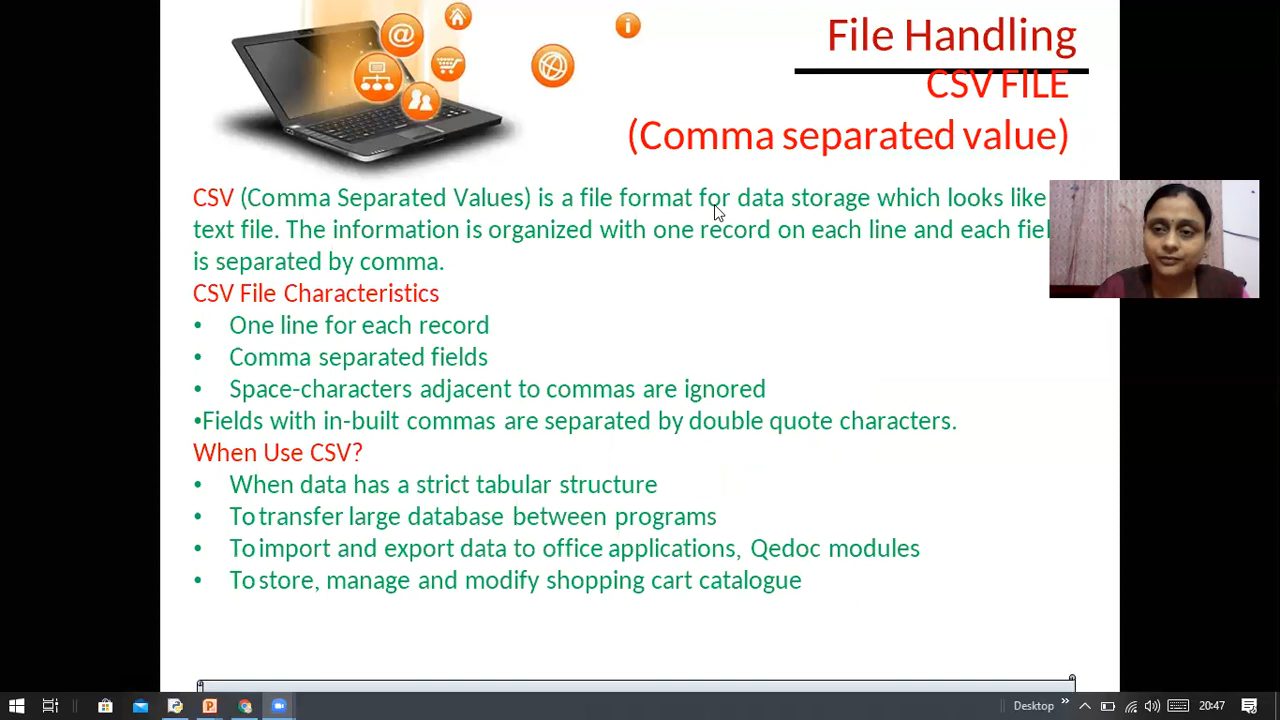 File Handling
CSV FILE
(Comma separated value)
CSV (Comma Separated Values) is a file format for data storage which looks like
text file. The information is organized with one record on each line and each fiel
is separated by comma.
CSV File Characteristics
• One line for each record
• Comma separated fields
• Space-characters adjacent to commas are ignored
•Fields with in-built commas are separated by double quote characters.
When Use CSV?
• When data has a strict tabular structure
• To transfer large database between programs
• To import and export data to office applications, Qedoc modules
• To store, manage and modify shopping cart catalogue
Desktop 20:47